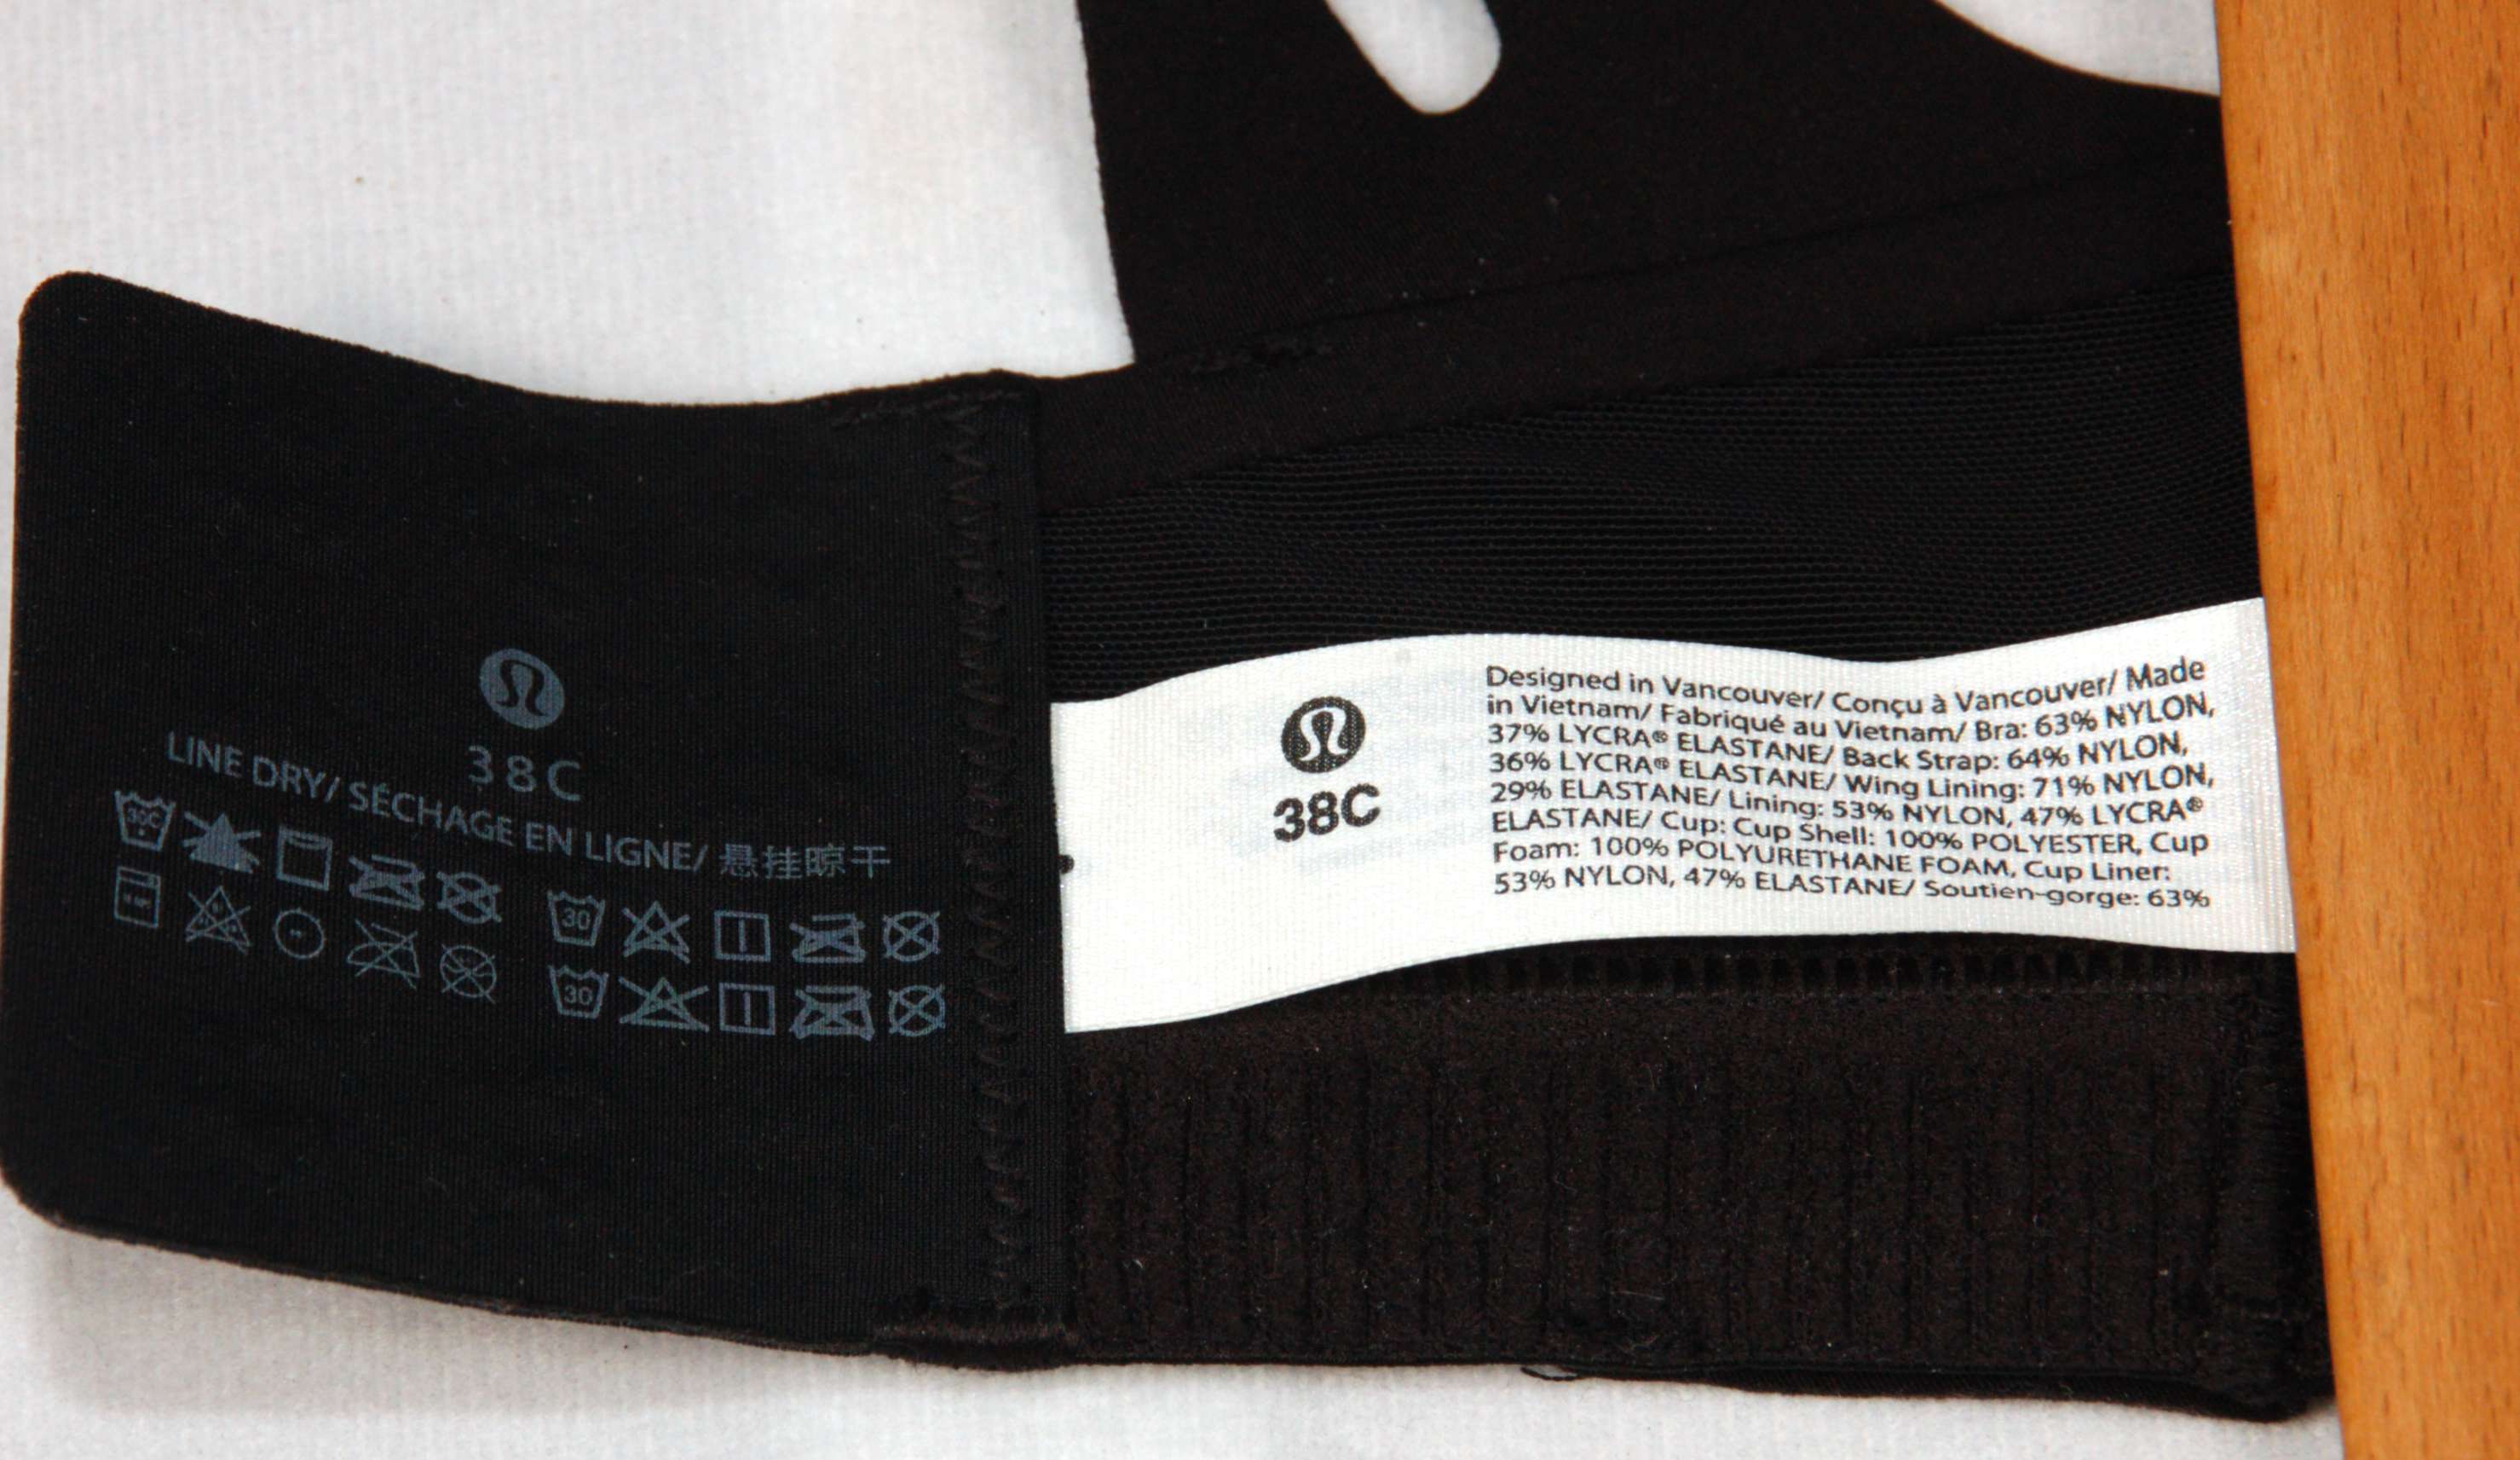 38C
LINE DRY/ SÉCHAGE EN LIGNE/ 悬挂晾干
30C
30
30
38C
Designed in Vancouver/ Conçu à Vancouver/ Made
in Vietnam/ Fabriqué au Vietnam/ Bra: 63% NYLON,
37% LYCRA® ELASTANE/ Back Strap: 64% NYLON,
36% LYCRA® ELASTANE/ Wing Lining: 71% NYLON,
29% ELASTANE/ Lining: 53% NYLON, 47% LYCRA®
ELASTANE/ Cup: Cup Shell: 100% POLYESTER, Cup
Foam: 100% POLYURETHANE FOAM, Cup Liner:
53% NYLON, 47% ELASTANE/ Soutien-gorge: 63%